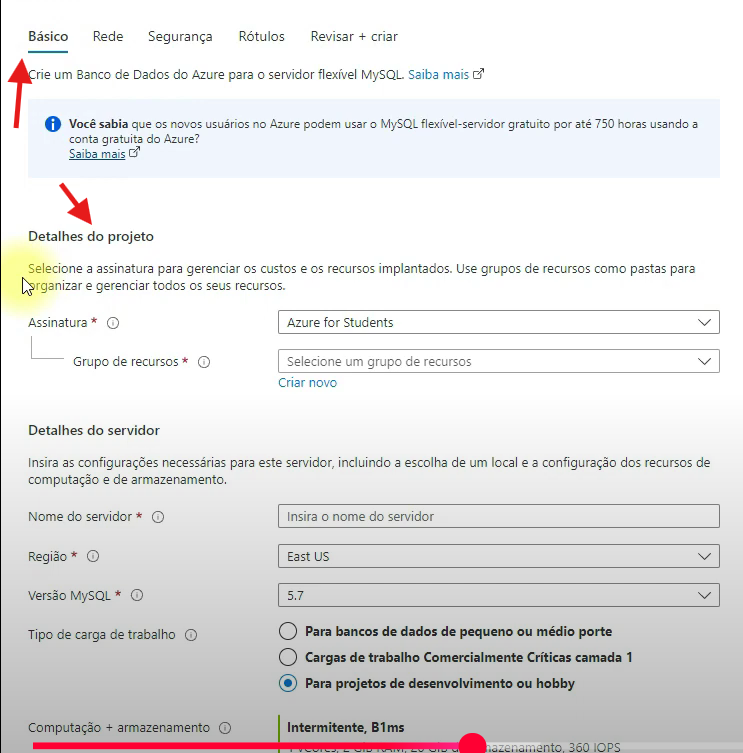 Básico Rede Segurança Rótulos Revisar + criar
Crie um Banco de Dados do Azure para o servidor flexível MySQL. Saiba mais
Você sabia que os novos usuários no Azure podem usar o MySQL flexível-servidor gratuito por até 750 horas usando a
conta gratuita do Azure?
Saiba mais
Detalhes do projeto
Selecione a assinatura para gerenciar os custos e os recursos implantados. Use grupos de recursos como pastas para
organizar e gerenciar todos os seus recursos.
Assinatura * Azure for Students
Grupo de recursos * Selecione um grupo de recursos
Criar novo
Detalhes do servidor
Insira as configurações necessárias para este servidor, incluindo a escolha de um local e a configuração dos recursos de
computação e de armazenamento.
Nome do servidor * Insira o nome do servidor
Região * East US
Versão MySQL * 5.7
Tipo de carga de trabalho Para bancos de dados de pequeno ou médio porte
Cargas de trabalho Comercialmente Críticas camada 1
Para projetos de desenvolvimento ou hobby
Computação + armazenamento Intermitente, B1ms
armazenamento, 360 IOPS